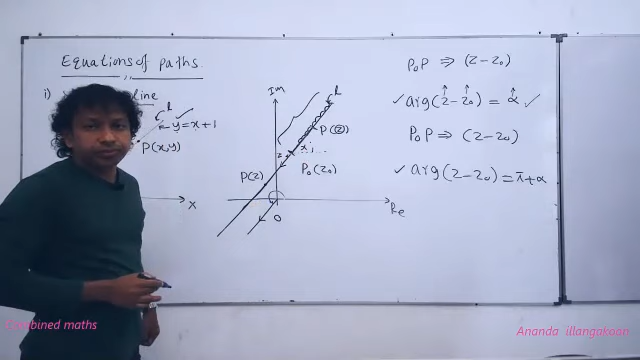 Equations of paths.
i) line
l
y=x+1
P(x,y)
x
Im
l
P(z)
z
P₀(z₀)
P(z)
O
Re
P₀P ⇒ (z-z₀)
✓ arg(z-z₀) = α ✓
P₀P ⇒ (z-z₀)
✓ arg(z-z₀) = π+α
Combined maths
Ananda illangakoon